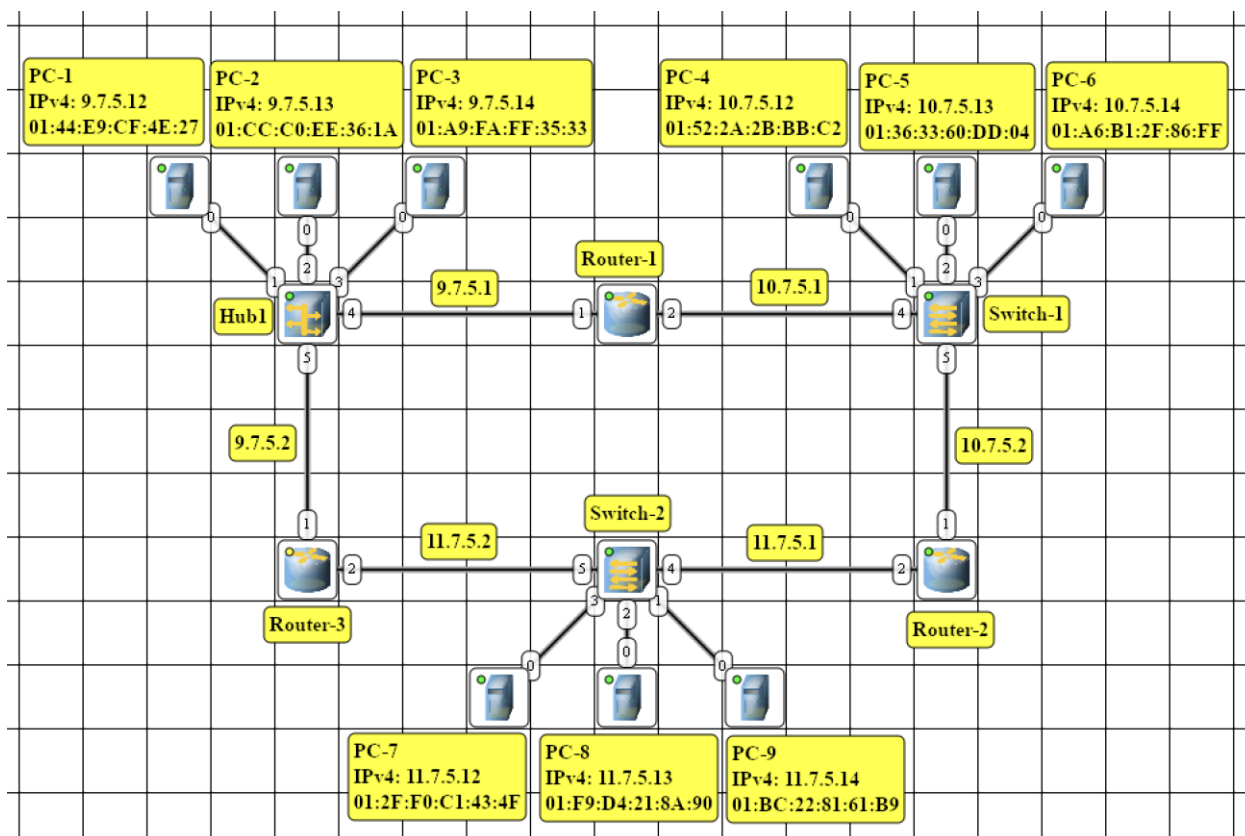 PC-1
IPv4: 9.7.5.12
01:44:E9:CF:4E:27
PC-2
IPv4: 9.7.5.13
01:CC:C0:EE:36:1A
PC-3
IPv4: 9.7.5.14
01:A9:FA:FF:35:33
PC-4
IPv4: 10.7.5.12
01:52:2A:2B:BB:C2
PC-5
IPv4: 10.7.5.13
01:36:33:60:DD:04
PC-6
IPv4: 10.7.5.14
01:A6:B1:2F:86:FF
0
0
0
0
0
0
1
2
3
1
2
3
Hub1
4
9.7.5.1
1
Router-1
2
10.7.5.1
4
Switch-1
5
5
9.7.5.2
10.7.5.2
1
1
Router-3
2
11.7.5.2
5
Switch-2
4
11.7.5.1
2
Router-2
3
2
1
0
0
0
PC-7
IPv4: 11.7.5.12
01:2F:F0:C1:43:4F
PC-8
IPv4: 11.7.5.13
01:F9:D4:21:8A:90
PC-9
IPv4: 11.7.5.14
01:BC:22:81:61:B9